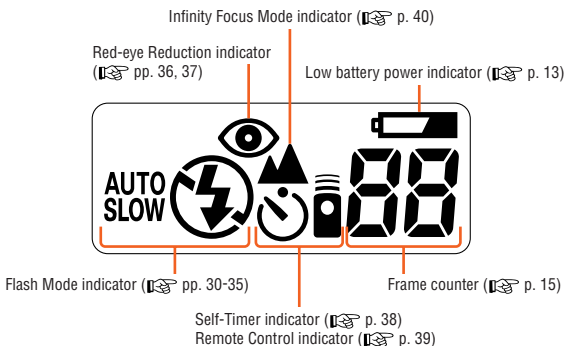 Infinity Focus Mode indicator (☞ p. 40)
Red-eye Reduction indicator
(☞ pp. 36, 37)
Low battery power indicator (☞ p. 13)
AUTO
SLOW
88
Flash Mode indicator (☞ pp. 30-35)
Frame counter (☞ p. 15)
Self-Timer indicator (☞ p. 38)
Remote Control indicator (☞ p. 39)